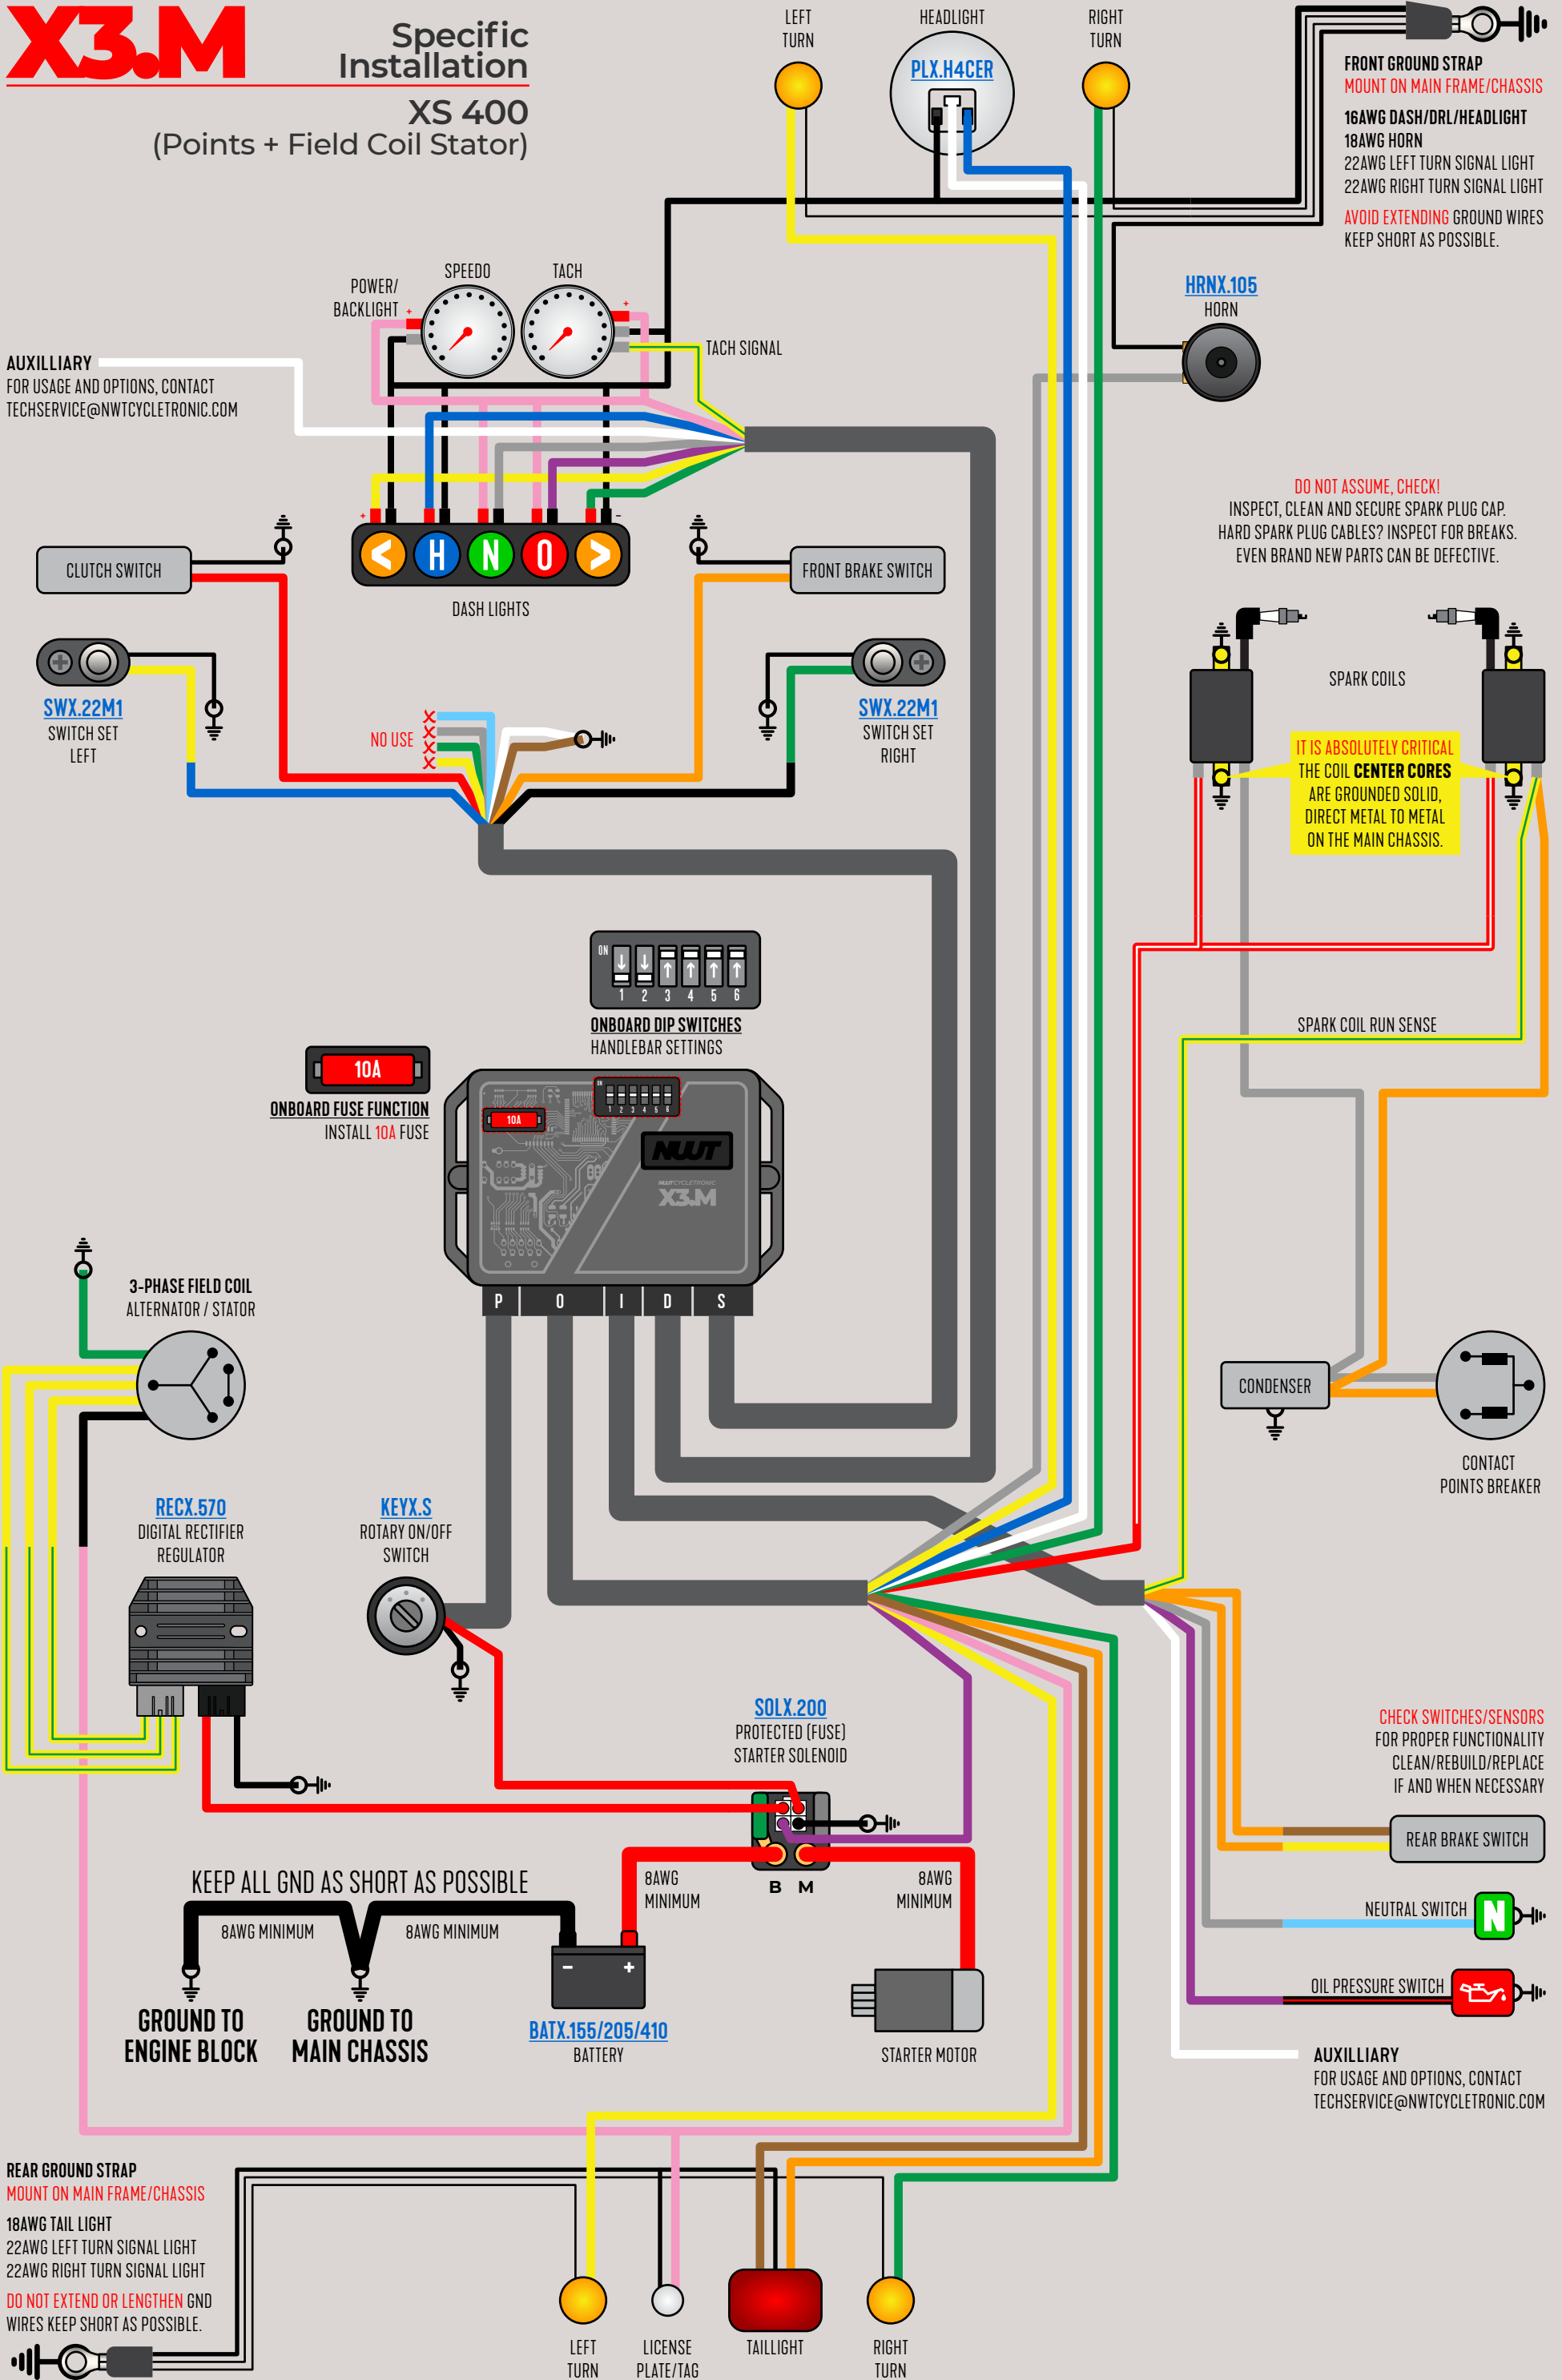 X3.M
Specific
Installation
XS 400
(Points + Field Coil Stator)
LEFT
TURN
HEADLIGHT
PLX.H4CER
RIGHT
TURN
FRONT GROUND STRAP
MOUNT ON MAIN FRAME/CHASSIS
16AWG DASH/DRL/HEADLIGHT
18AWG HORN
22AWG LEFT TURN SIGNAL LIGHT
22AWG RIGHT TURN SIGNAL LIGHT
AVOID EXTENDING GROUND WIRES
KEEP SHORT AS POSSIBLE.
POWER/
BACKLIGHT
SPEEDO
TACH
+
+
TACH SIGNAL
HRNX.105
HORN
AUXILLIARY
FOR USAGE AND OPTIONS, CONTACT
TECHSERVICE@NWTCYCLETRONIC.COM
+
−
< H N O >
DASH LIGHTS
CLUTCH SWITCH
FRONT BRAKE SWITCH
DO NOT ASSUME, CHECK!
INSPECT, CLEAN AND SECURE SPARK PLUG CAP.
HARD SPARK PLUG CABLES? INSPECT FOR BREAKS.
EVEN BRAND NEW PARTS CAN BE DEFECTIVE.
SWX.22M1
SWITCH SET
LEFT
NO USE
X
X
X
X
SWX.22M1
SWITCH SET
RIGHT
SPARK COILS
IT IS ABSOLUTELY CRITICAL
THE COIL CENTER CORES
ARE GROUNDED SOLID,
DIRECT METAL TO METAL
ON THE MAIN CHASSIS.
ON
1 2 3 4 5 6
ONBOARD DIP SWITCHES
HANDLEBAR SETTINGS
SPARK COIL RUN SENSE
10A
ONBOARD FUSE FUNCTION
INSTALL 10A FUSE
10A
ON
1 2 3 4 5 6
NWT
NWTCYCLETRONIC
X3.M
P O I D S
3-PHASE FIELD COIL
ALTERNATOR / STATOR
CONDENSER
CONTACT
POINTS BREAKER
RECX.570
DIGITAL RECTIFIER
REGULATOR
KEYX.S
ROTARY ON/OFF
SWITCH
SOLX.200
PROTECTED (FUSE)
STARTER SOLENOID
B M
CHECK SWITCHES/SENSORS
FOR PROPER FUNCTIONALITY
CLEAN/REBUILD/REPLACE
IF AND WHEN NECESSARY
REAR BRAKE SWITCH
NEUTRAL SWITCH
N
OIL PRESSURE SWITCH
AUXILLIARY
FOR USAGE AND OPTIONS, CONTACT
TECHSERVICE@NWTCYCLETRONIC.COM
KEEP ALL GND AS SHORT AS POSSIBLE
8AWG MINIMUM
8AWG MINIMUM
8AWG
MINIMUM
8AWG
MINIMUM
GROUND TO
ENGINE BLOCK
GROUND TO
MAIN CHASSIS
− +
BATX.155/205/410
BATTERY
STARTER MOTOR
REAR GROUND STRAP
MOUNT ON MAIN FRAME/CHASSIS
18AWG TAIL LIGHT
22AWG LEFT TURN SIGNAL LIGHT
22AWG RIGHT TURN SIGNAL LIGHT
DO NOT EXTEND OR LENGTHEN GND
WIRES KEEP SHORT AS POSSIBLE.
LEFT
TURN
LICENSE
PLATE/TAG
TAILLIGHT
RIGHT
TURN